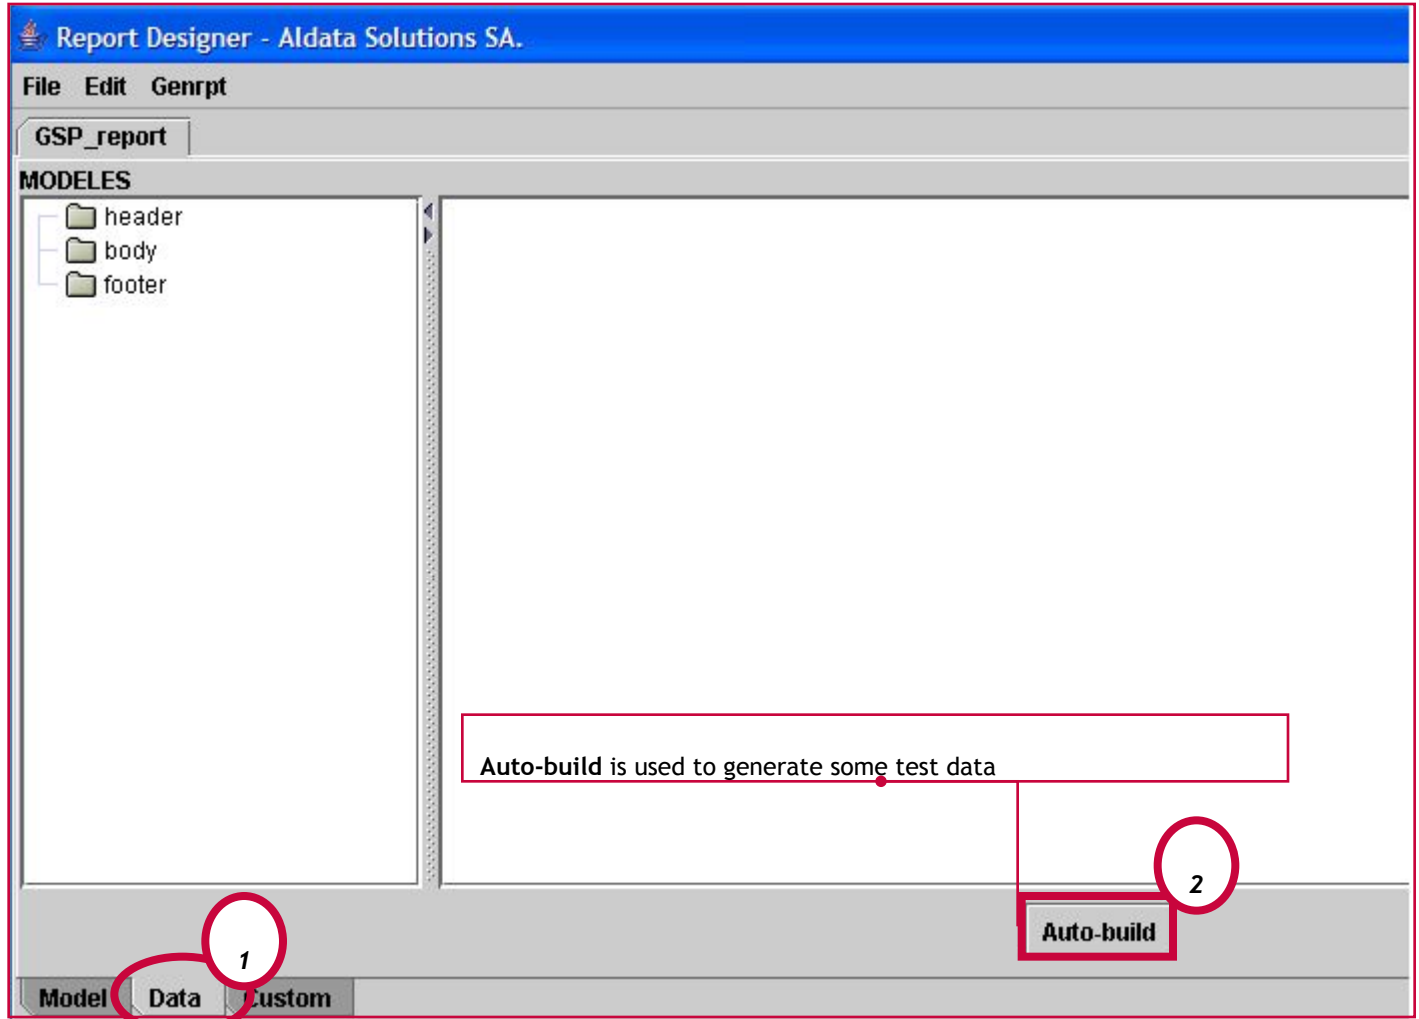 Report Designer - Aldata Solutions SA.
File Edit Genrpt
GSP_report
MODELES
header
body
footer
Auto-build is used to generate some test data
2
Auto-build
1
Model Data Custom